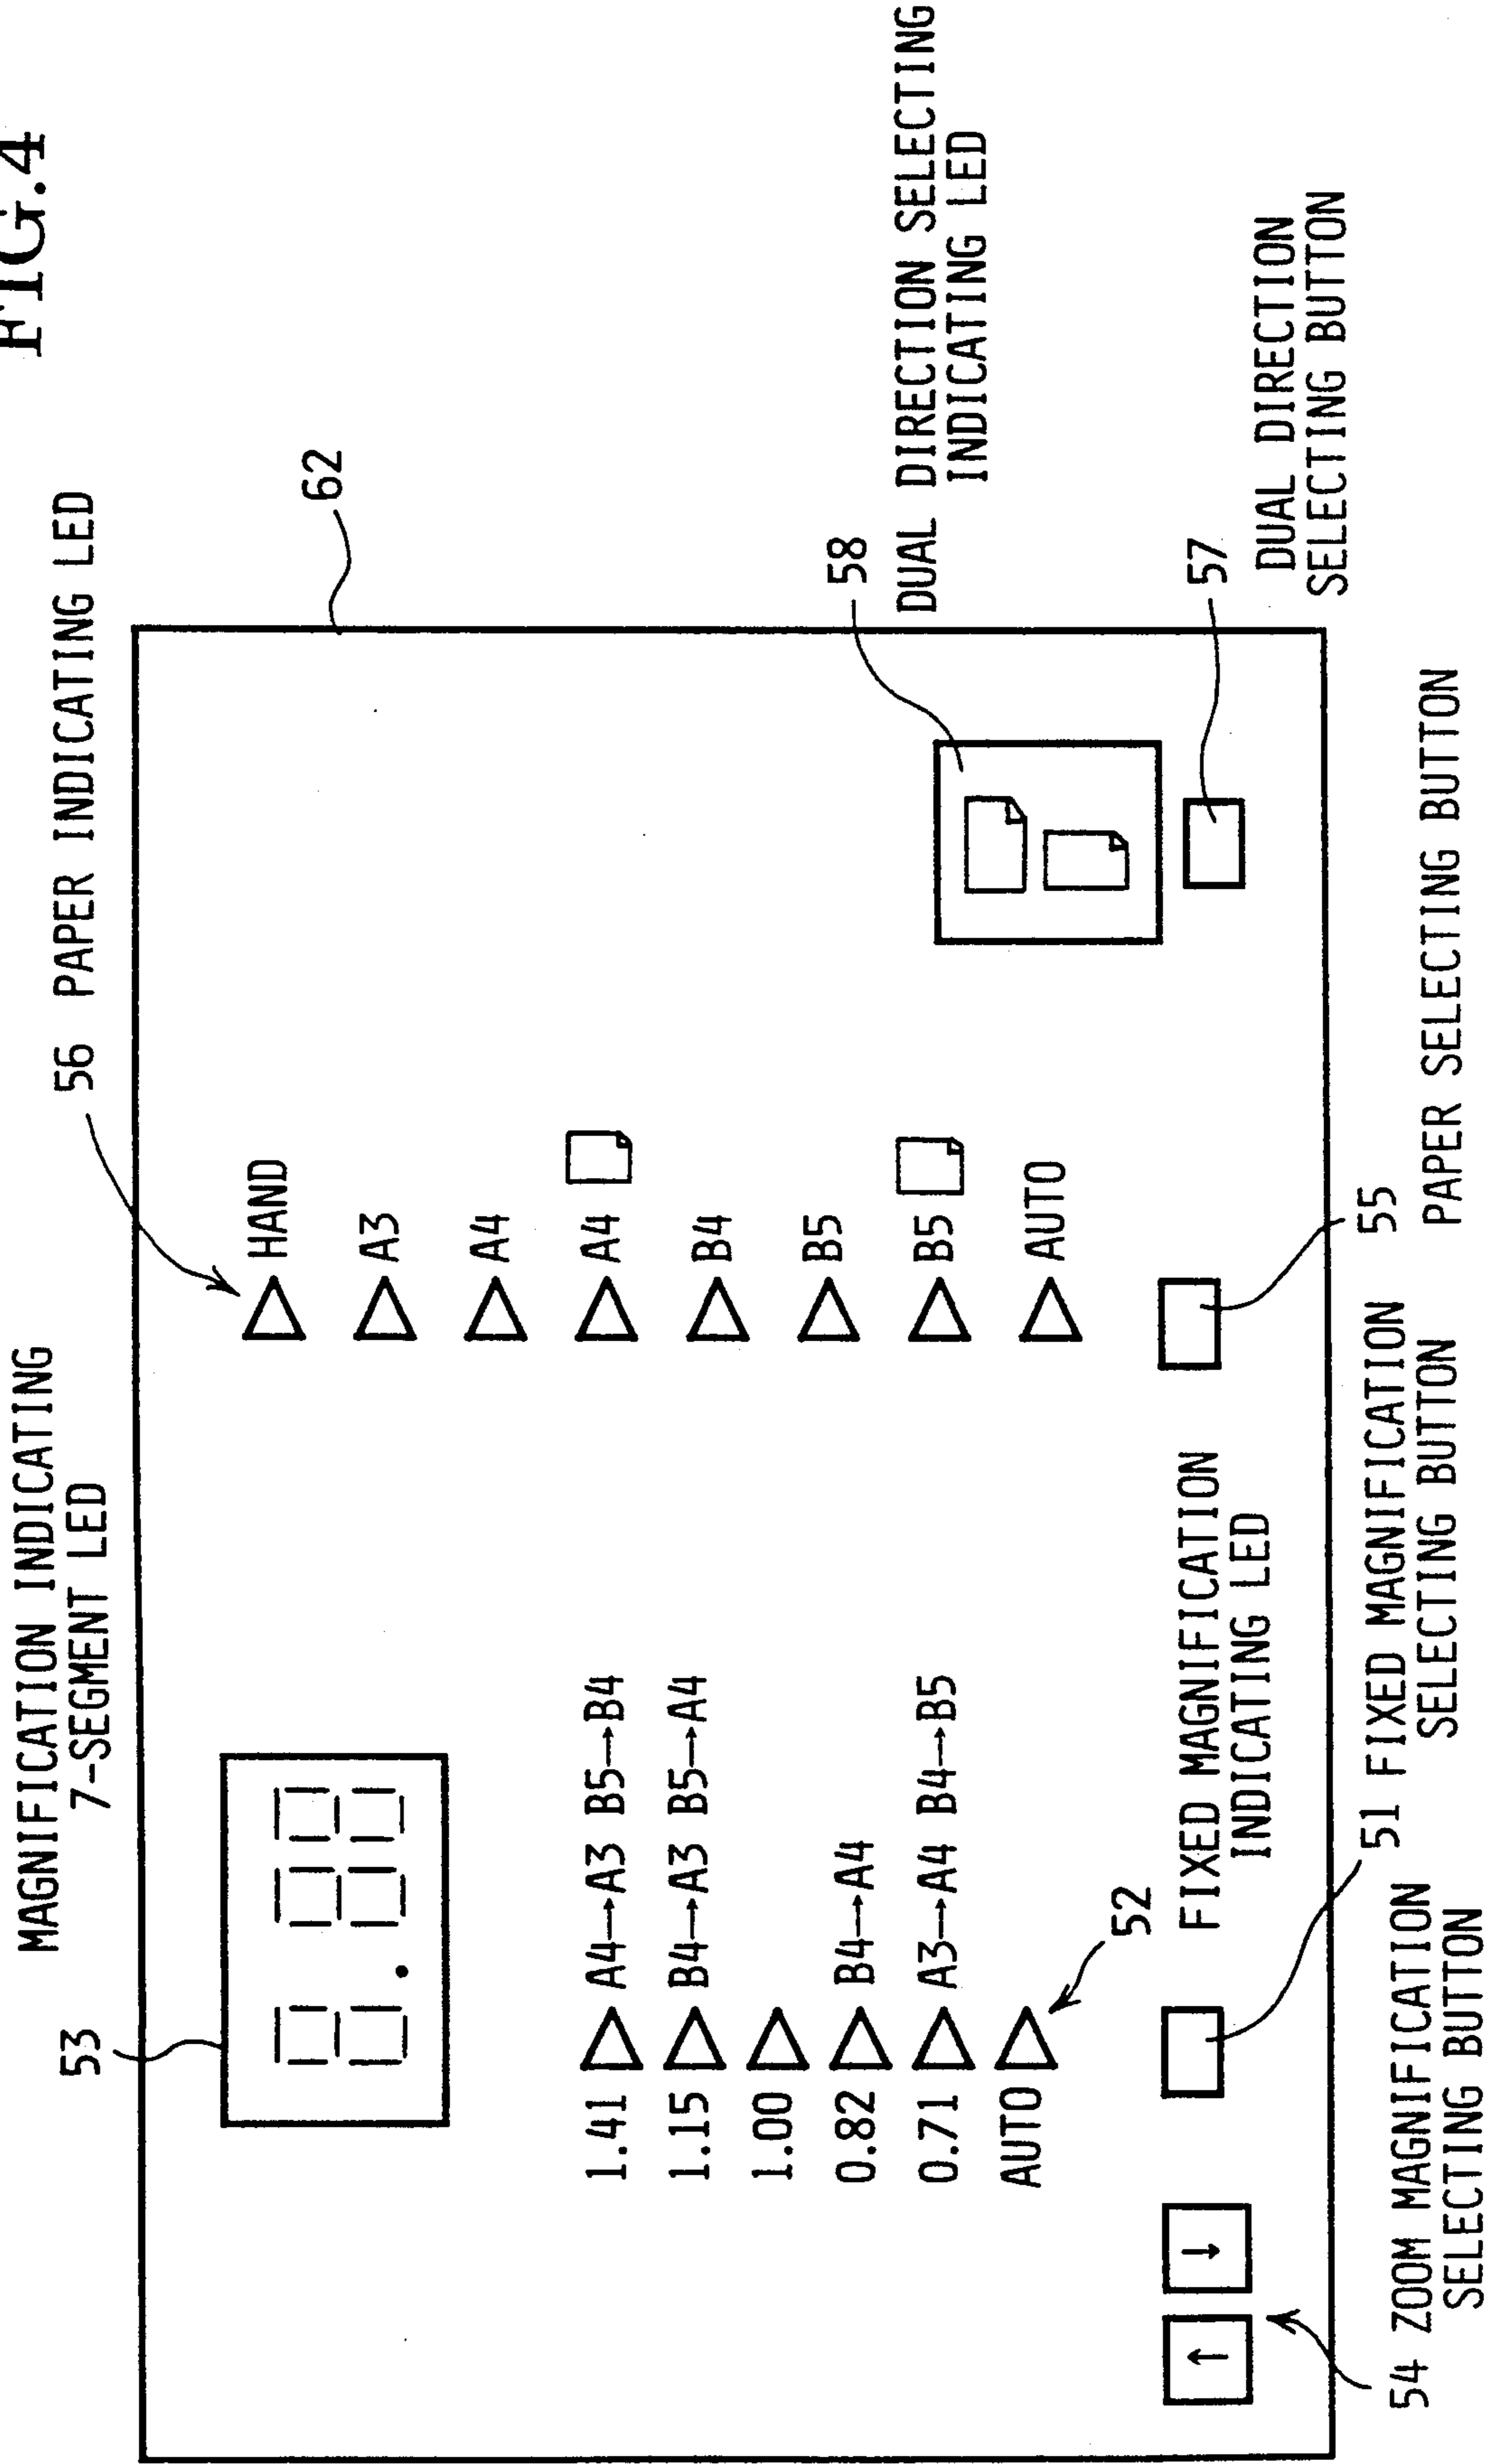 FIG.4
MAGNIFICATION INDICATING
7-SEGMENT LED
56 PAPER INDICATING LED
53
62
HAND
A3
A4
A4
B4
B5
B5
AUTO
1.41 A4→A3 B5→B4
1.15 B4→A3 B5→A4
1.00
0.82 B4→A4
0.71 A3→A4 B4→B5
AUTO
52
FIXED MAGNIFICATION
INDICATING LED
58
DUAL DIRECTION SELECTING
INDICATING LED
57
DUAL DIRECTION
SELECTING BUTTON
↑
↓
54 ZOOM MAGNIFICATION
SELECTING BUTTON
51 FIXED MAGNIFICATION
SELECTING BUTTON
55
PAPER SELECTING BUTTON